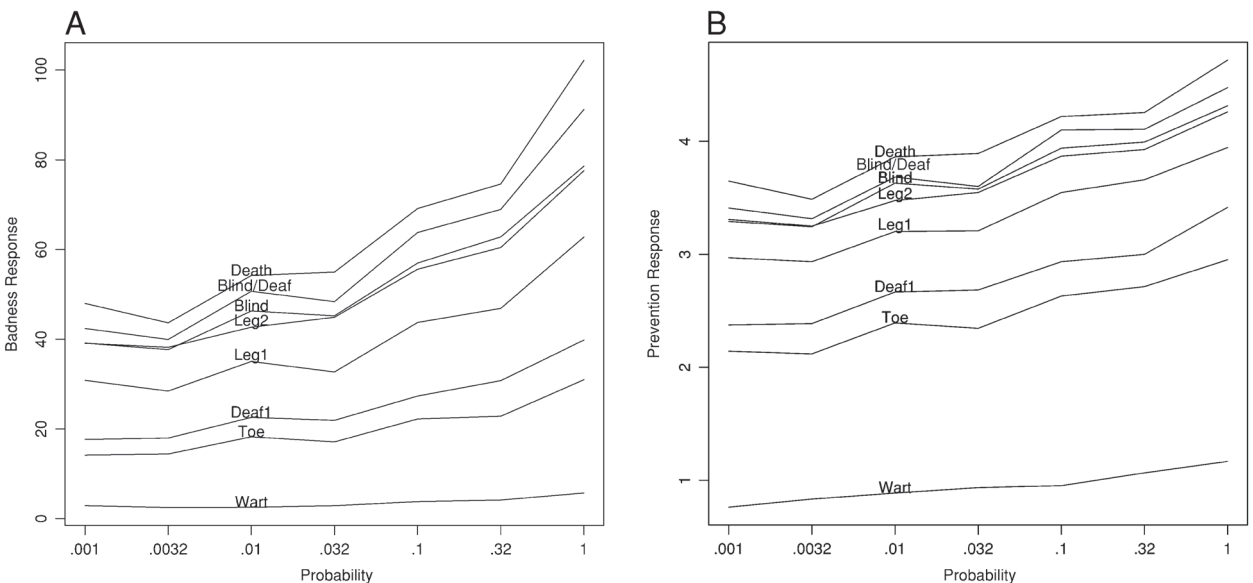 A
Badness Response
100
80
60
40
20
0
Death
Blind/Deaf
Blind
Leg2
Leg1
Deaf1
Toe
Wart
.001 .0032 .01 .032 .1 .32 1
Probability
B
Prevention Response
4
3
2
1
Death
Blind/Deaf
Blind
Leg2
Leg1
Deaf1
Toe
Wart
.001 .0032 .01 .032 .1 .32 1
Probability